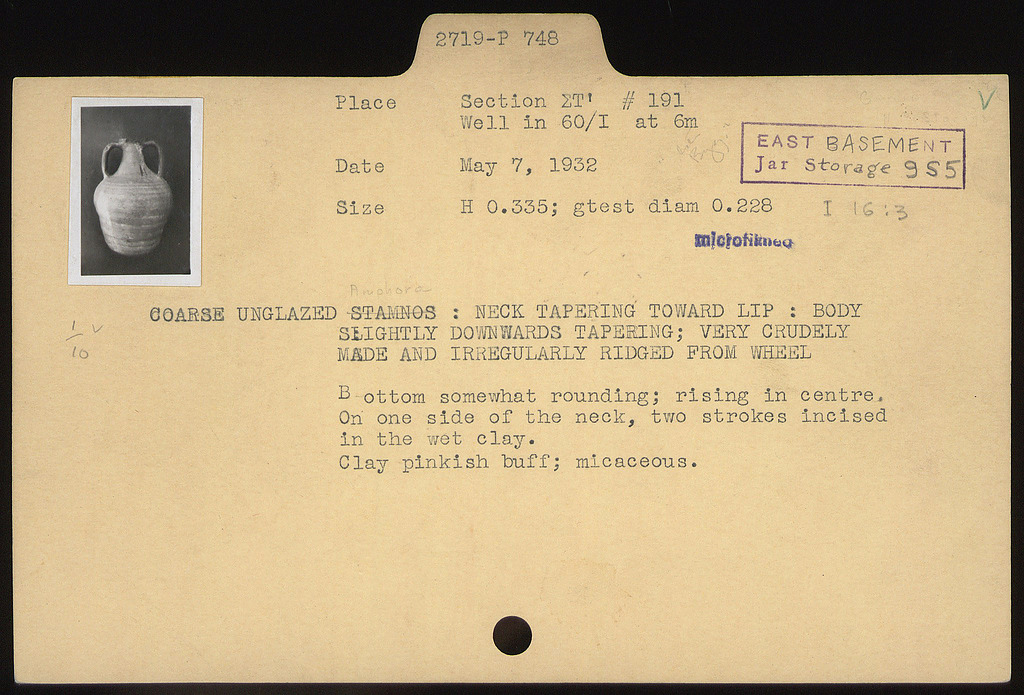 2719-P 748
Place Section ΣΤ' # 191
Well in 60/I at 6m
EAST BASEMENT
Jar Storage 955
Date May 7, 1932
Size H 0.335; gtest diam 0.228
I 16:3
microfilmed
Amphora
COARSE UNGLAZED STAMNOS : NECK TAPERING TOWARD LIP : BODY
SLIGHTLY DOWNWARDS TAPERING; VERY CRUDELY
MADE AND IRREGULARLY RIDGED FROM WHEEL
1/10
Bottom somewhat rounding; rising in centre.
On one side of the neck, two strokes incised
in the wet clay.
Clay pinkish buff; micaceous.